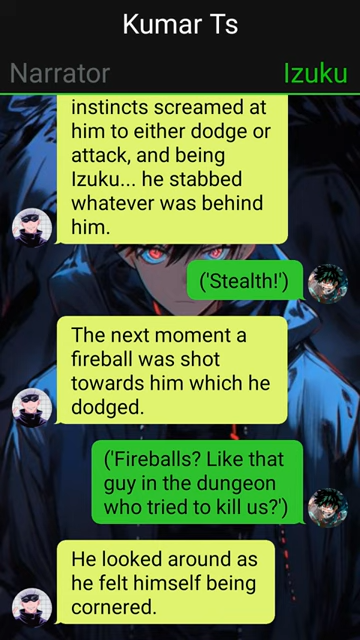 Kumar Ts
Narrator
Izuku
instincts screamed at
him to either dodge or
attack, and being
Izuku... he stabbed
whatever was behind
him.
('Stealth!')
The next moment a
fireball was shot
towards him which he
dodged.
('Fireballs? Like that
guy in the dungeon
who tried to kill us?')
He looked around as
he felt himself being
cornered.